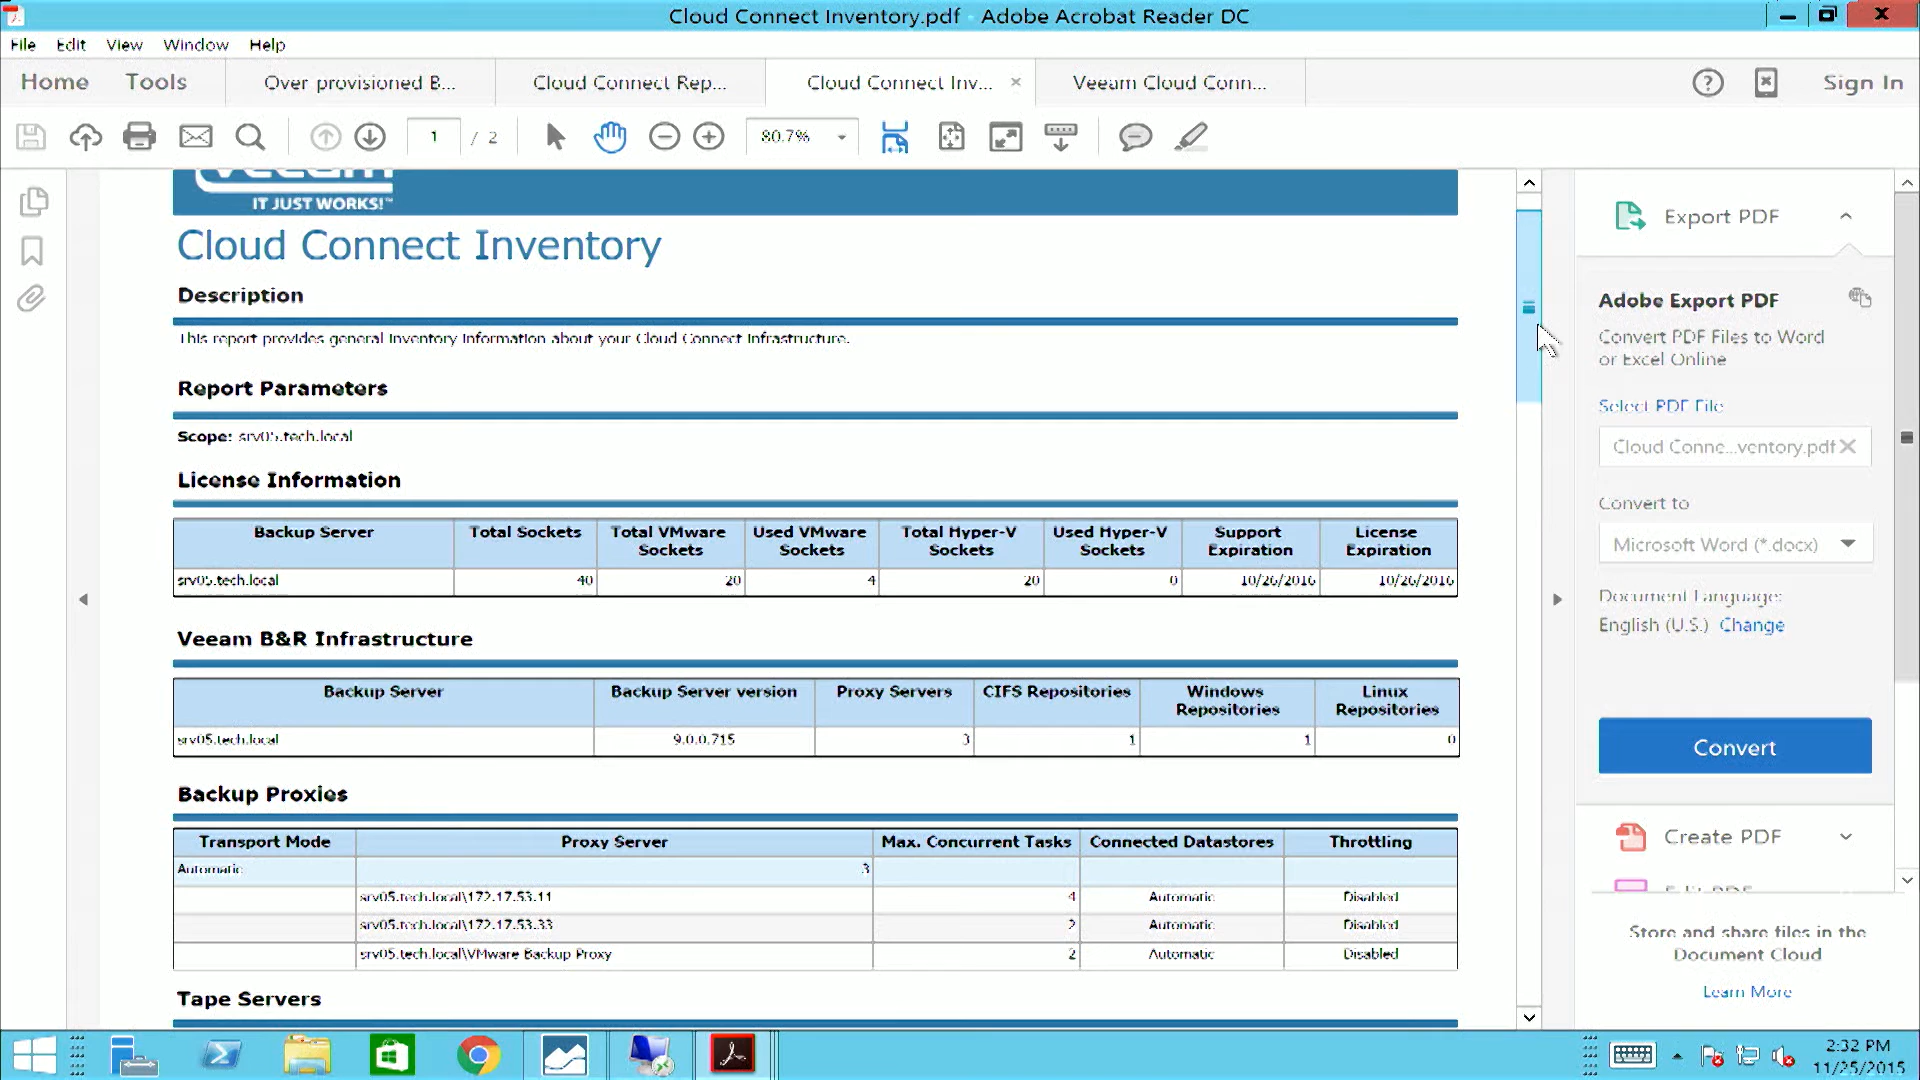 Cloud Connect Inventory.pdf - Adobe Acrobat Reader DC
File Edit View Window Help
Home Tools Over provisioned B... Cloud Connect Rep... Cloud Connect Inv... × Veeam Cloud Conn... Sign In
1 / 2 80.7%
veeam
IT JUST WORKS!™
Cloud Connect Inventory
Description
This report provides general inventory information about your Cloud Connect infrastructure.
Report Parameters
Scope: srv05.tech.local
License Information
Backup Server Total Sockets Total VMware Sockets Used VMware Sockets Total Hyper-V Sockets Used Hyper-V Sockets Support Expiration License Expiration
srv05.tech.local 40 20 4 20 0 10/26/2016 10/26/2016
Veeam B&R Infrastructure
Backup Server Backup Server version Proxy Servers CIFS Repositories Windows Repositories Linux Repositories
srv05.tech.local 9.0.0.715 3 1 1 0
Backup Proxies
Transport Mode Proxy Server Max. Concurrent Tasks Connected Datastores Throttling
Automatic 3
srv05.tech.local\172.17.53.11 4 Automatic Disabled
srv05.tech.local\172.17.53.33 2 Automatic Disabled
srv05.tech.local\VMware Backup Proxy 2 Automatic Disabled
Tape Servers
Export PDF
Adobe Export PDF
Convert PDF Files to Word
or Excel Online
Select PDF File
Cloud Conne...ventory.pdf
Convert to
Microsoft Word (*.docx)
Document Language:
English (U.S.) Change
Convert
Create PDF
Edit PDF
Store and share files in the
Document Cloud
Learn More
2:32 PM
11/25/2015